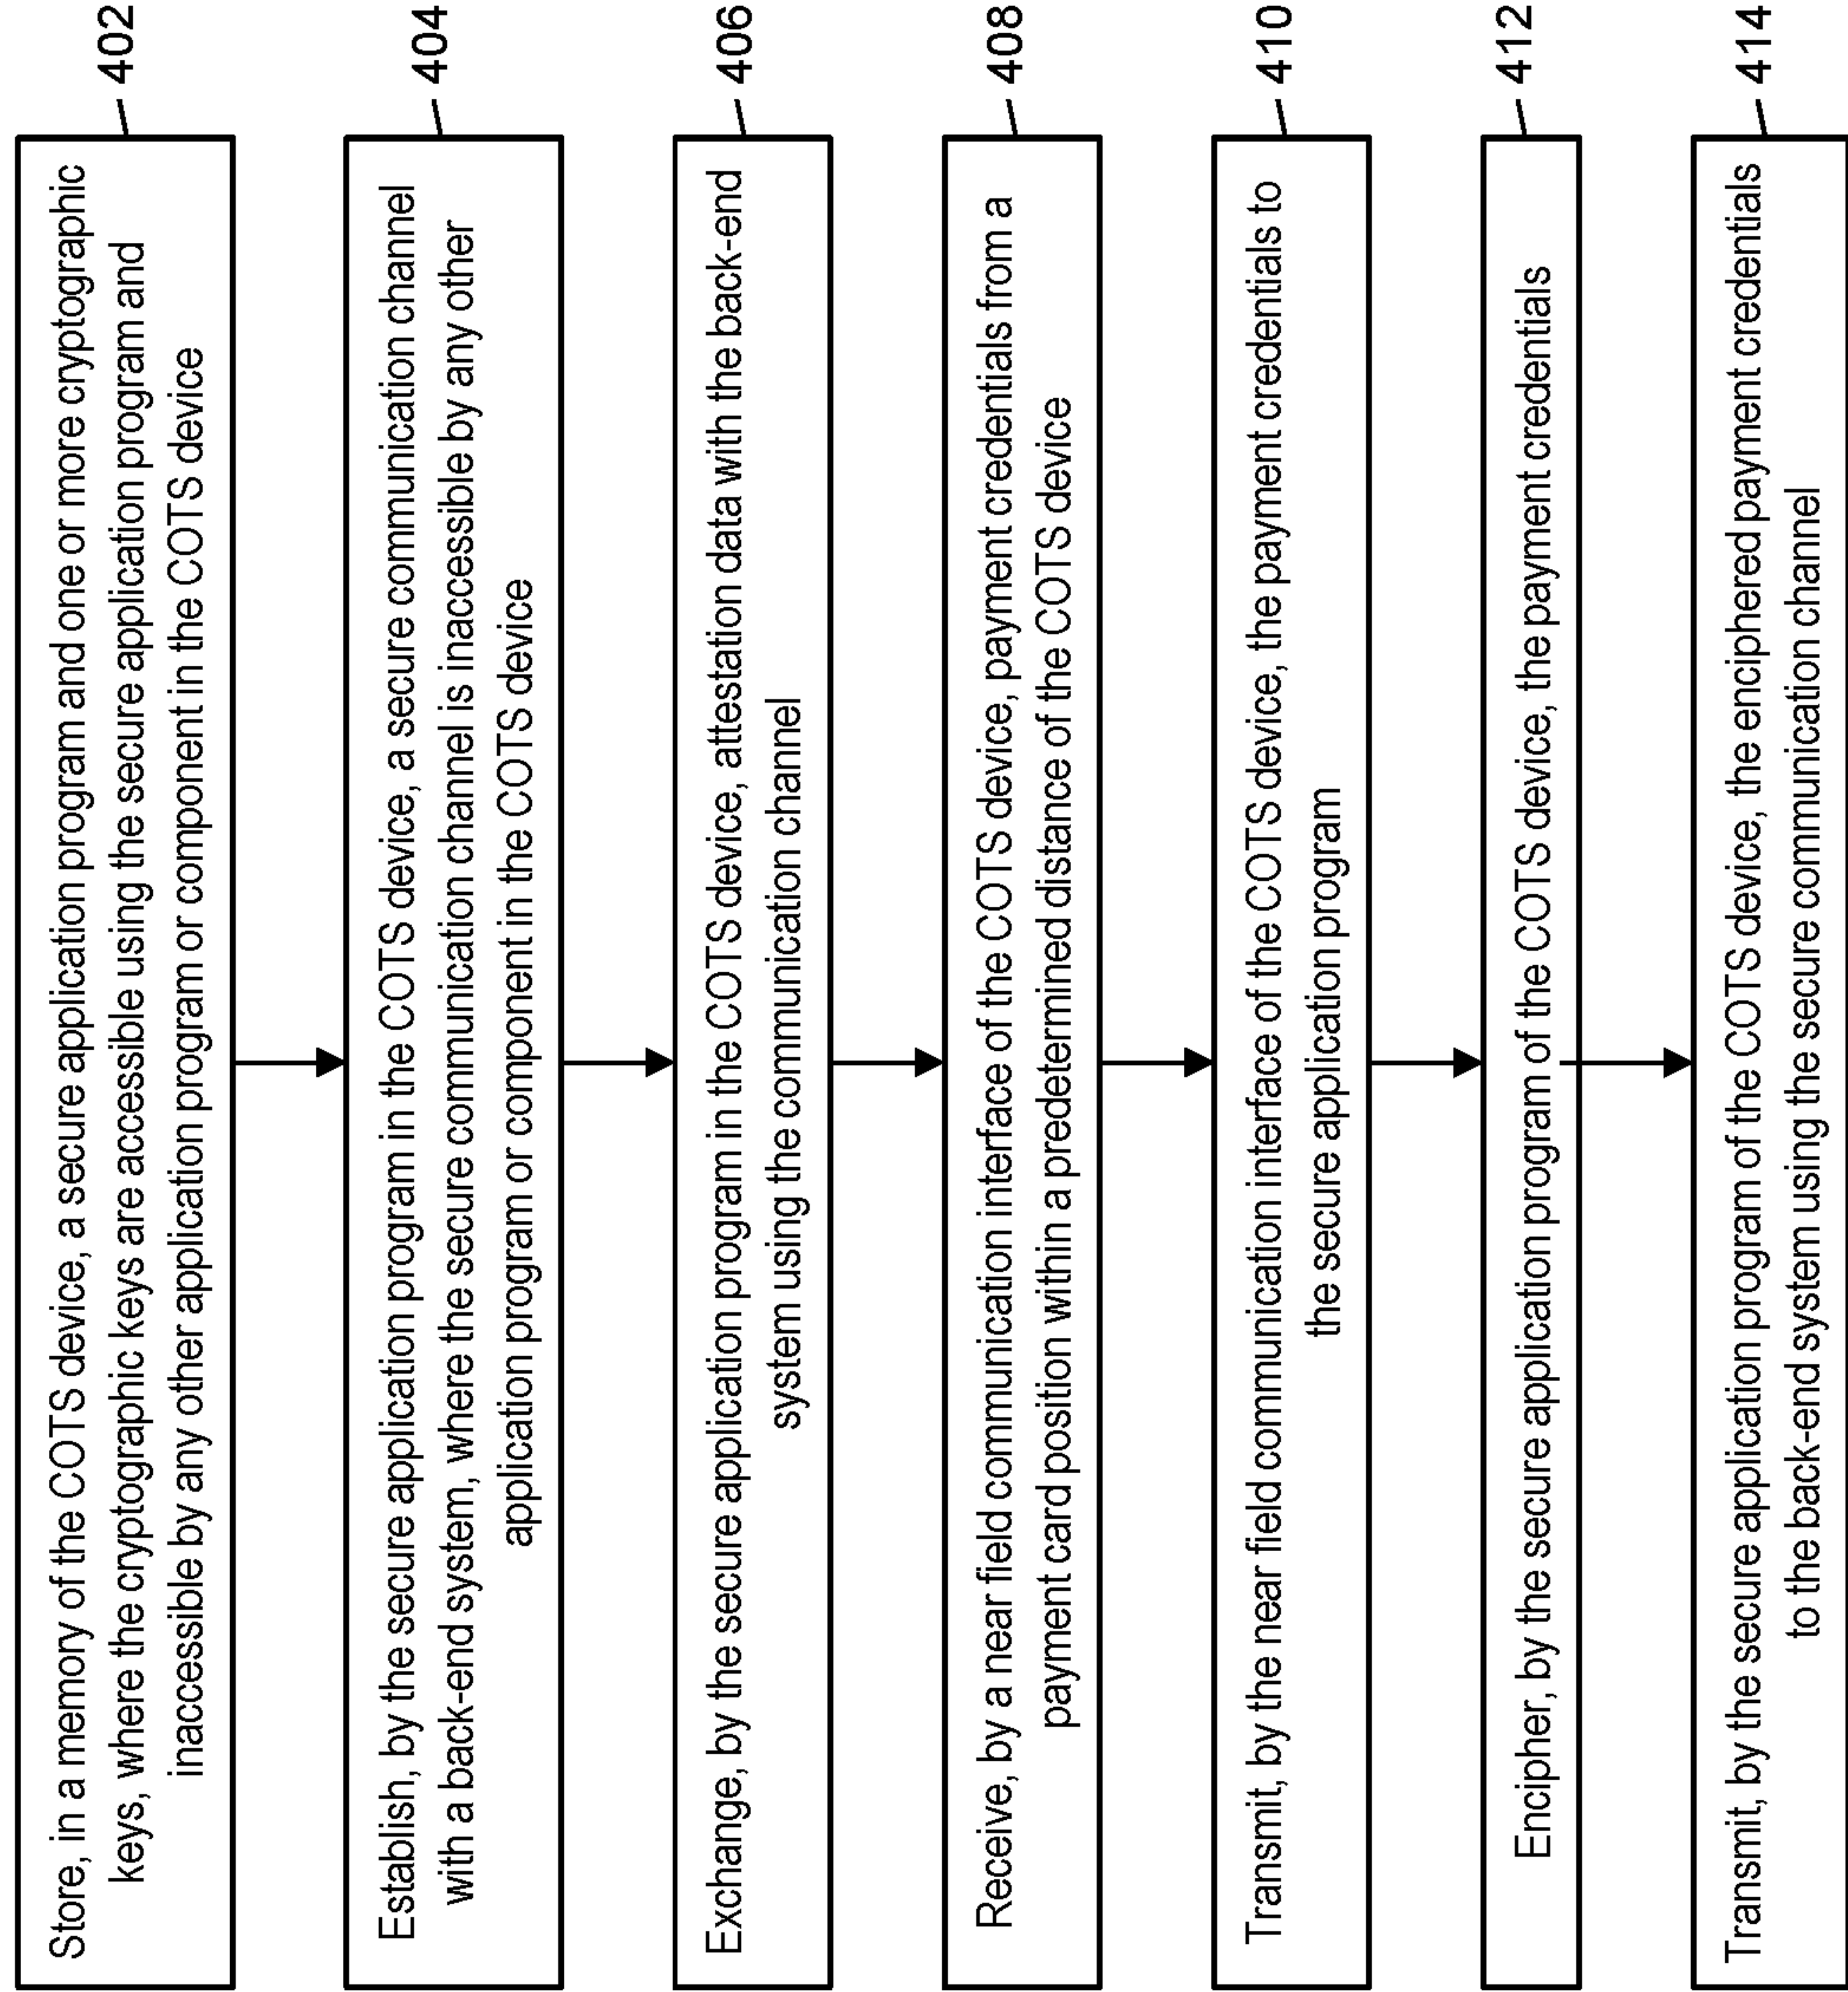 Store, in a memory of the COTS device, a secure application program and one or more cryptographic
keys, where the cryptographic keys are accessible using the secure application program and
inaccessible by any other application program or component in the COTS device
402
Establish, by the secure application program in the COTS device, a secure communication channel
with a back-end system, where the secure communication channel is inaccessible by any other
application program or component in the COTS device
404
Exchange, by the secure application program in the COTS device, attestation data with the back-end
system using the communication channel
406
Receive, by a near field communication interface of the COTS device, payment credentials from a
payment card position within a predetermined distance of the COTS device
408
Transmit, by the near field communication interface of the COTS device, the payment credentials to
the secure application program
410
Encipher, by the secure application program of the COTS device, the payment credentials
412
Transmit, by the secure application program of the COTS device, the enciphered payment credentials
to the back-end system using the secure communication channel
414